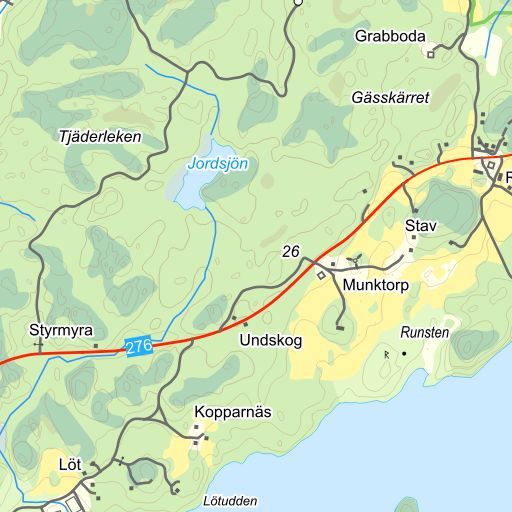 Grabboda
Gässkärret
Tjäderleken
Jordsjön
R
Stav
26
Munktorp
Styrmyra
276
Undskog
Runsten
Kopparnäs
Löt
Lötudden